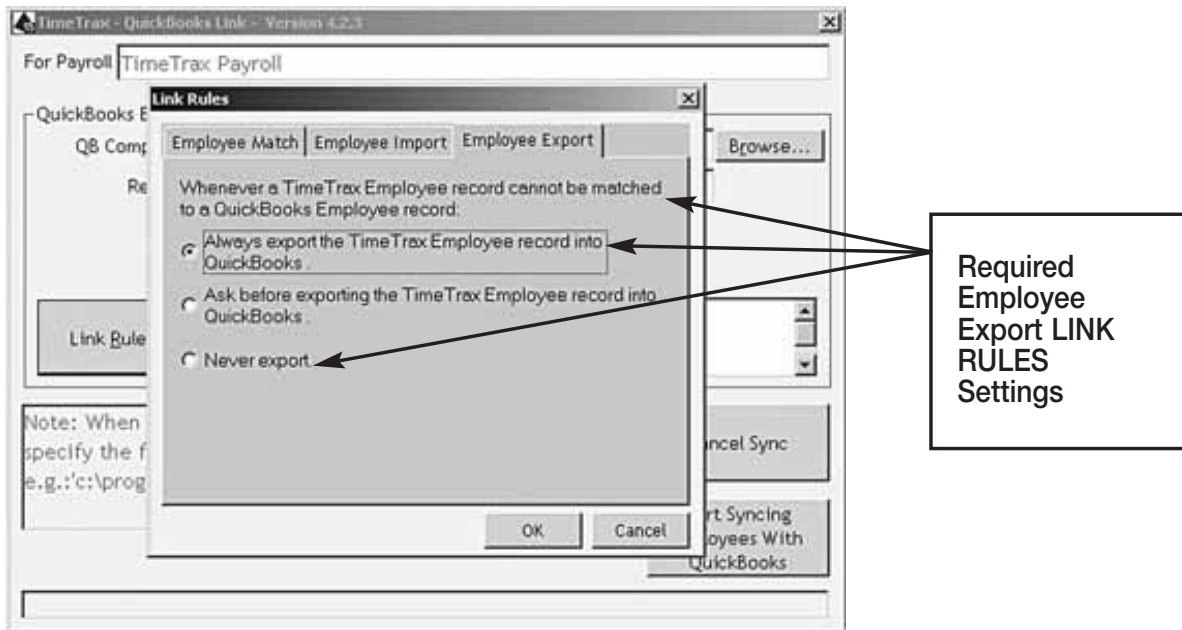 TimeTrax - QuickBooks Link - Version 4.2.3
For Payroll TimeTrax Payroll
Link Rules
QuickBooks E
QB Comp
Browse...
Re
Employee Match Employee Import Employee Export
Whenever a TimeTrax Employee record cannot be matched
to a QuickBooks Employee record:
Always export the TimeTrax Employee record into
QuickBooks .
Ask before exporting the TimeTrax Employee record into
QuickBooks .
Never export.
Link Rule
Note: When
specify the f
e.g.:'c:\prog
ncel Sync
rt Syncing
oyees With
QuickBooks
OK Cancel
Required
Employee
Export LINK
RULES
Settings